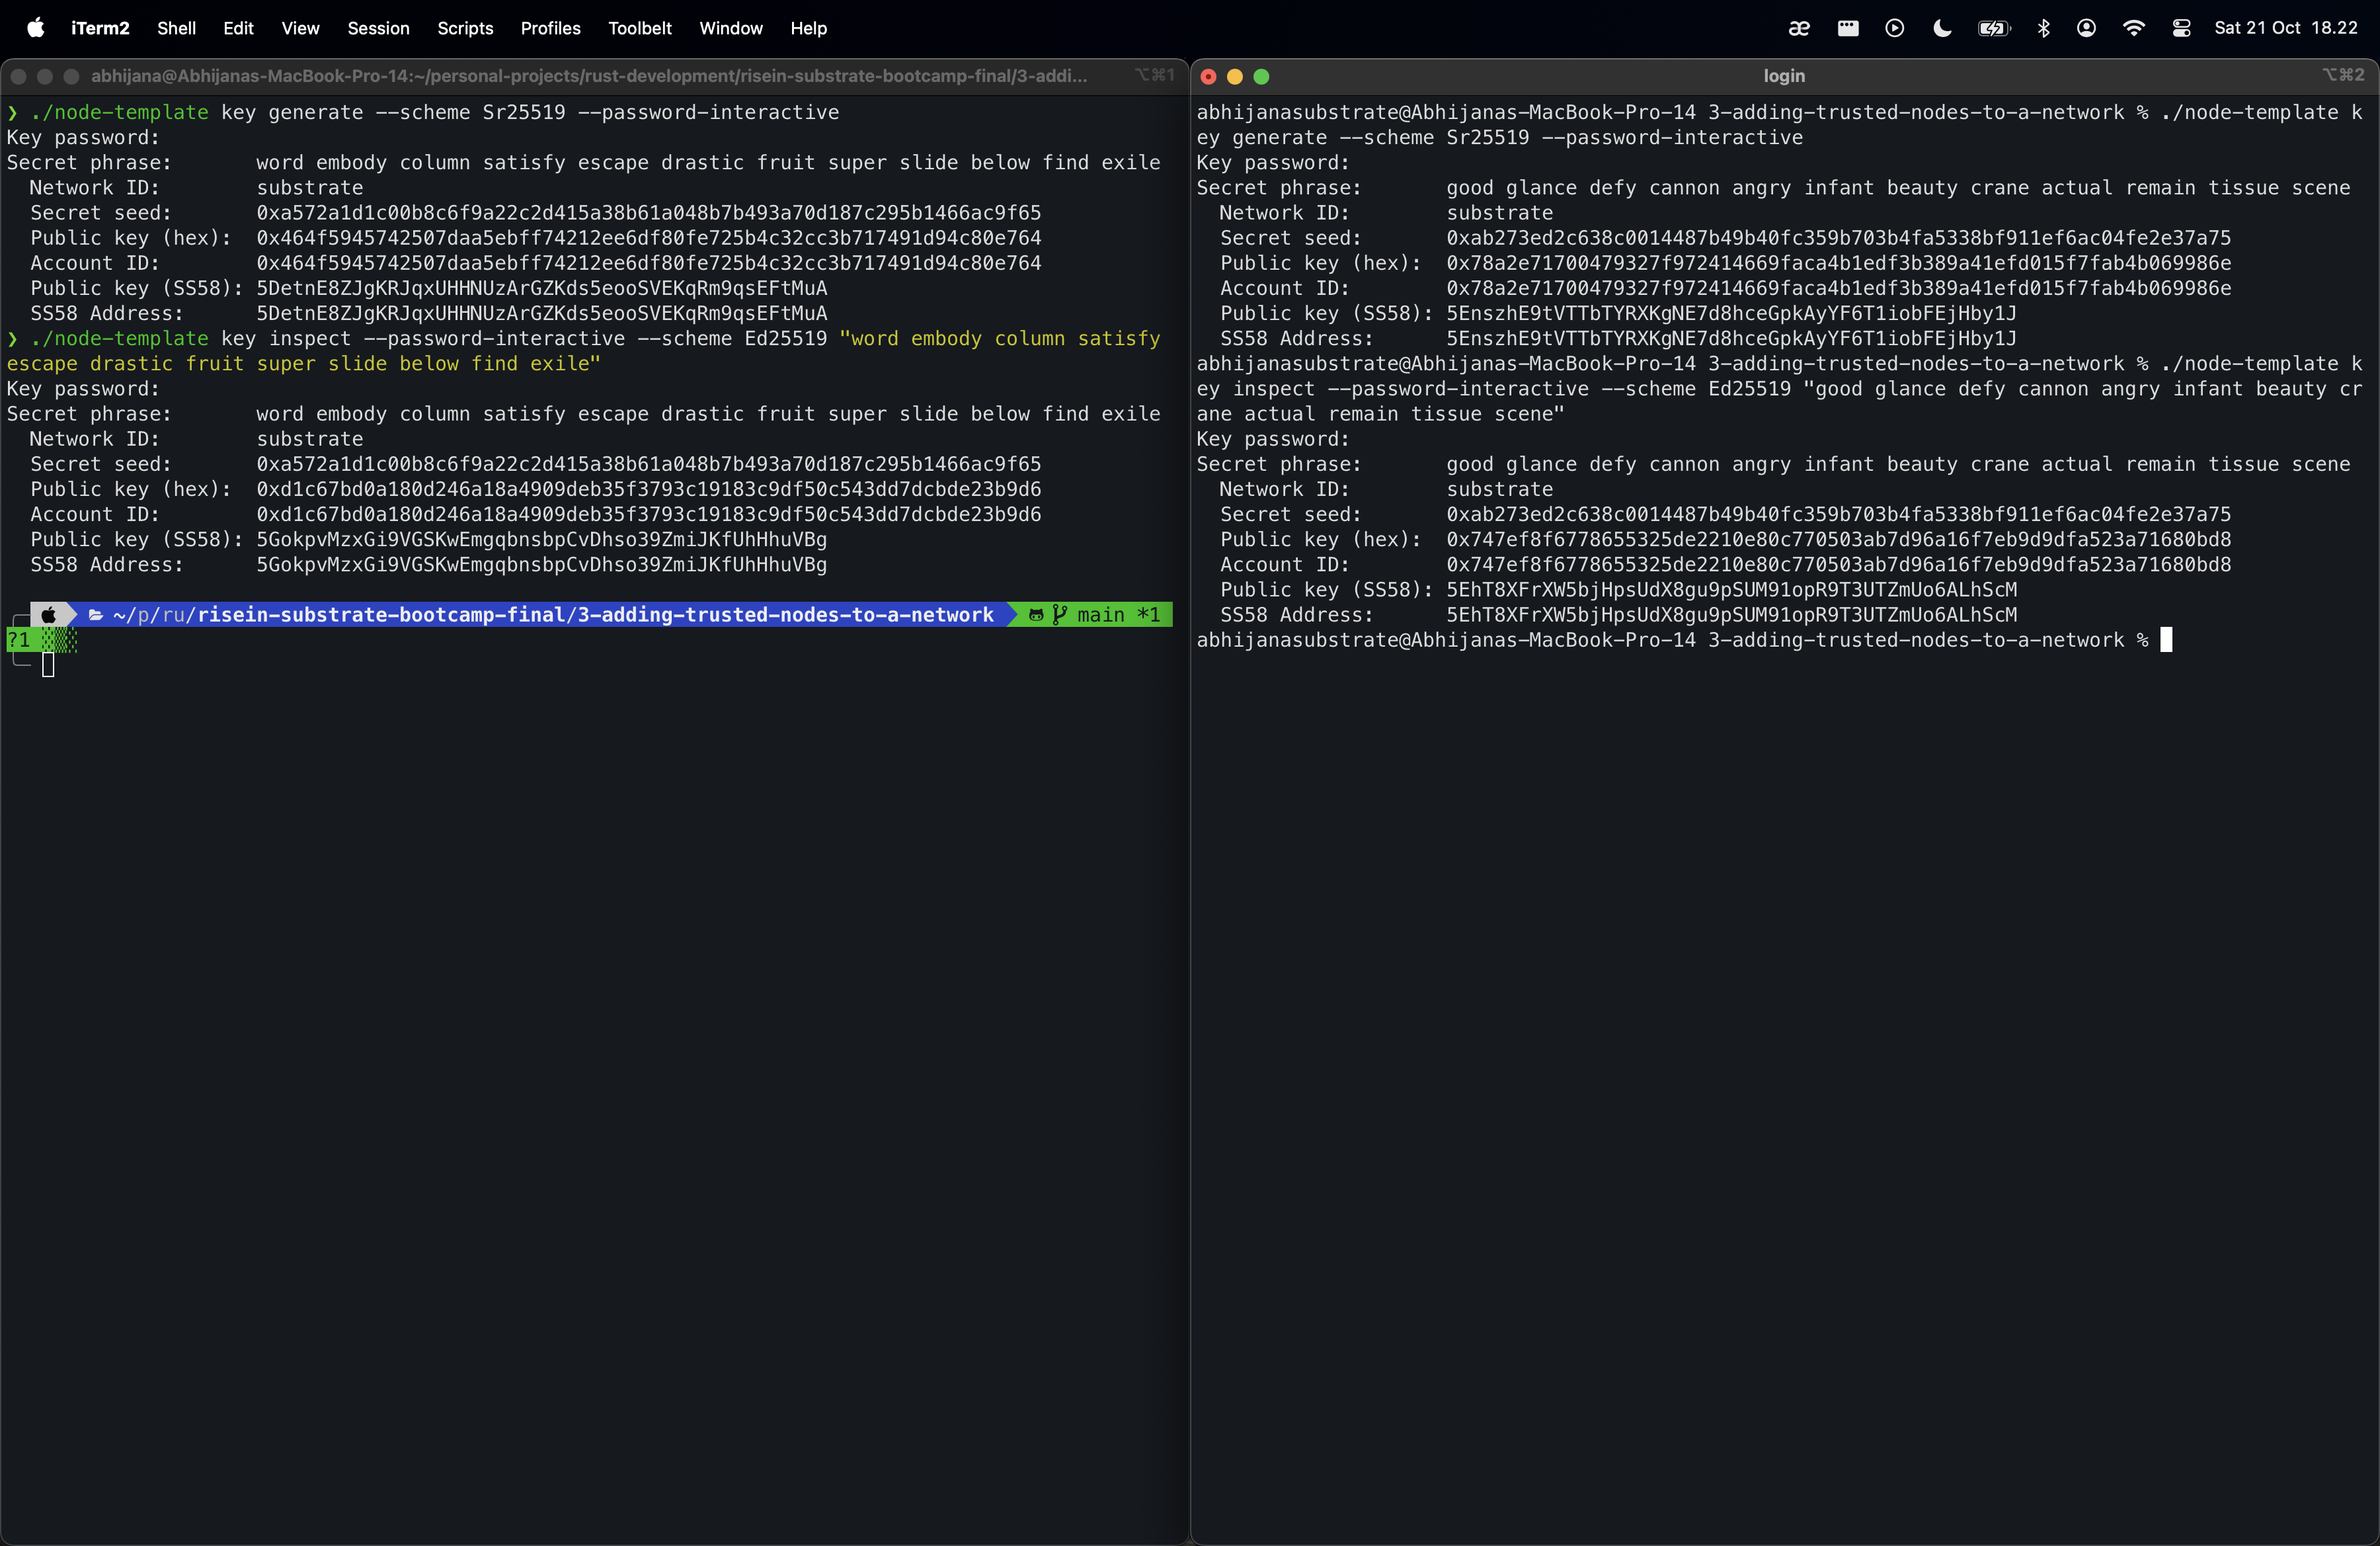 iTerm2 Shell Edit View Session Scripts Profiles Toolbelt Window Help
æ Sat 21 Oct 18.22
abhijana@Abhijanas-MacBook-Pro-14:~/personal-projects/rust-development/risein-substrate-bootcamp-final/3-addi... ⌥⌘1
❯ ./node-template key generate --scheme Sr25519 --password-interactive
Key password:
Secret phrase:       word embody column satisfy escape drastic fruit super slide below find exile
  Network ID:        substrate
  Secret seed:       0xa572a1d1c00b8c6f9a22c2d415a38b61a048b7b493a70d187c295b1466ac9f65
  Public key (hex):  0x464f5945742507daa5ebff74212ee6df80fe725b4c32cc3b717491d94c80e764
  Account ID:        0x464f5945742507daa5ebff74212ee6df80fe725b4c32cc3b717491d94c80e764
  Public key (SS58): 5DetnE8ZJgKRJqxUHHNUzArGZKds5eooSVEKqRm9qsEFtMuA
  SS58 Address:      5DetnE8ZJgKRJqxUHHNUzArGZKds5eooSVEKqRm9qsEFtMuA
❯ ./node-template key inspect --password-interactive --scheme Ed25519 "word embody column satisfy
escape drastic fruit super slide below find exile"
Key password:
Secret phrase:       word embody column satisfy escape drastic fruit super slide below find exile
  Network ID:        substrate
  Secret seed:       0xa572a1d1c00b8c6f9a22c2d415a38b61a048b7b493a70d187c295b1466ac9f65
  Public key (hex):  0xd1c67bd0a180d246a18a4909deb35f3793c19183c9df50c543dd7dcbde23b9d6
  Account ID:        0xd1c67bd0a180d246a18a4909deb35f3793c19183c9df50c543dd7dcbde23b9d6
  Public key (SS58): 5GokpvMzxGi9VGSKwEmgqbnsbpCvDhso39ZmiJKfUhHhuVBg
  SS58 Address:      5GokpvMzxGi9VGSKwEmgqbnsbpCvDhso39ZmiJKfUhHhuVBg
~/p/ru/risein-substrate-bootcamp-final/3-adding-trusted-nodes-to-a-network main *1
?1
login ⌥⌘2
abhijanasubstrate@Abhijanas-MacBook-Pro-14 3-adding-trusted-nodes-to-a-network % ./node-template k
ey generate --scheme Sr25519 --password-interactive
Key password:
Secret phrase:       good glance defy cannon angry infant beauty crane actual remain tissue scene
  Network ID:        substrate
  Secret seed:       0xab273ed2c638c0014487b49b40fc359b703b4fa5338bf911ef6ac04fe2e37a75
  Public key (hex):  0x78a2e71700479327f972414669faca4b1edf3b389a41efd015f7fab4b069986e
  Account ID:        0x78a2e71700479327f972414669faca4b1edf3b389a41efd015f7fab4b069986e
  Public key (SS58): 5EnszhE9tVTTbTYRXKgNE7d8hceGpkAyYF6T1iobFEjHby1J
  SS58 Address:      5EnszhE9tVTTbTYRXKgNE7d8hceGpkAyYF6T1iobFEjHby1J
abhijanasubstrate@Abhijanas-MacBook-Pro-14 3-adding-trusted-nodes-to-a-network % ./node-template k
ey inspect --password-interactive --scheme Ed25519 "good glance defy cannon angry infant beauty cr
ane actual remain tissue scene"
Key password:
Secret phrase:       good glance defy cannon angry infant beauty crane actual remain tissue scene
  Network ID:        substrate
  Secret seed:       0xab273ed2c638c0014487b49b40fc359b703b4fa5338bf911ef6ac04fe2e37a75
  Public key (hex):  0x747ef8f6778655325de2210e80c770503ab7d96a16f7eb9d9dfa523a71680bd8
  Account ID:        0x747ef8f6778655325de2210e80c770503ab7d96a16f7eb9d9dfa523a71680bd8
  Public key (SS58): 5EhT8XFrXW5bjHpsUdX8gu9pSUM91opR9T3UTZmUo6ALhScM
  SS58 Address:      5EhT8XFrXW5bjHpsUdX8gu9pSUM91opR9T3UTZmUo6ALhScM
abhijanasubstrate@Abhijanas-MacBook-Pro-14 3-adding-trusted-nodes-to-a-network %